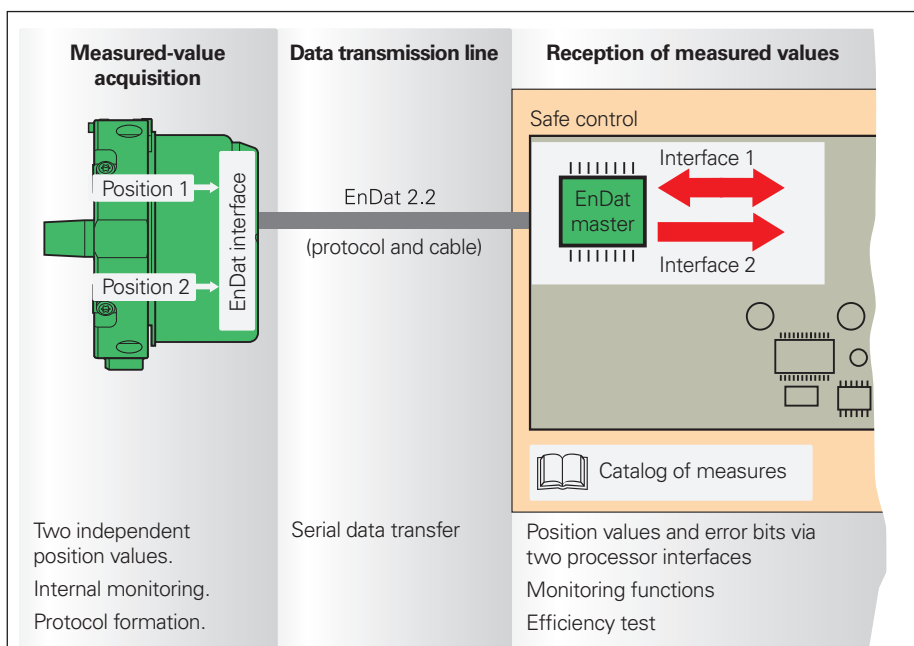 Measured-value
acquisition
Data transmission line
Reception of measured values
Position 1
Position 2
EnDat interface
EnDat 2.2
(protocol and cable)
Safe control
EnDat
master
Interface 1
Interface 2
Catalog of measures
Two independent
position values.
Internal monitoring.
Protocol formation.
Serial data transfer
Position values and error bits via
two processor interfaces
Monitoring functions
Efficiency test